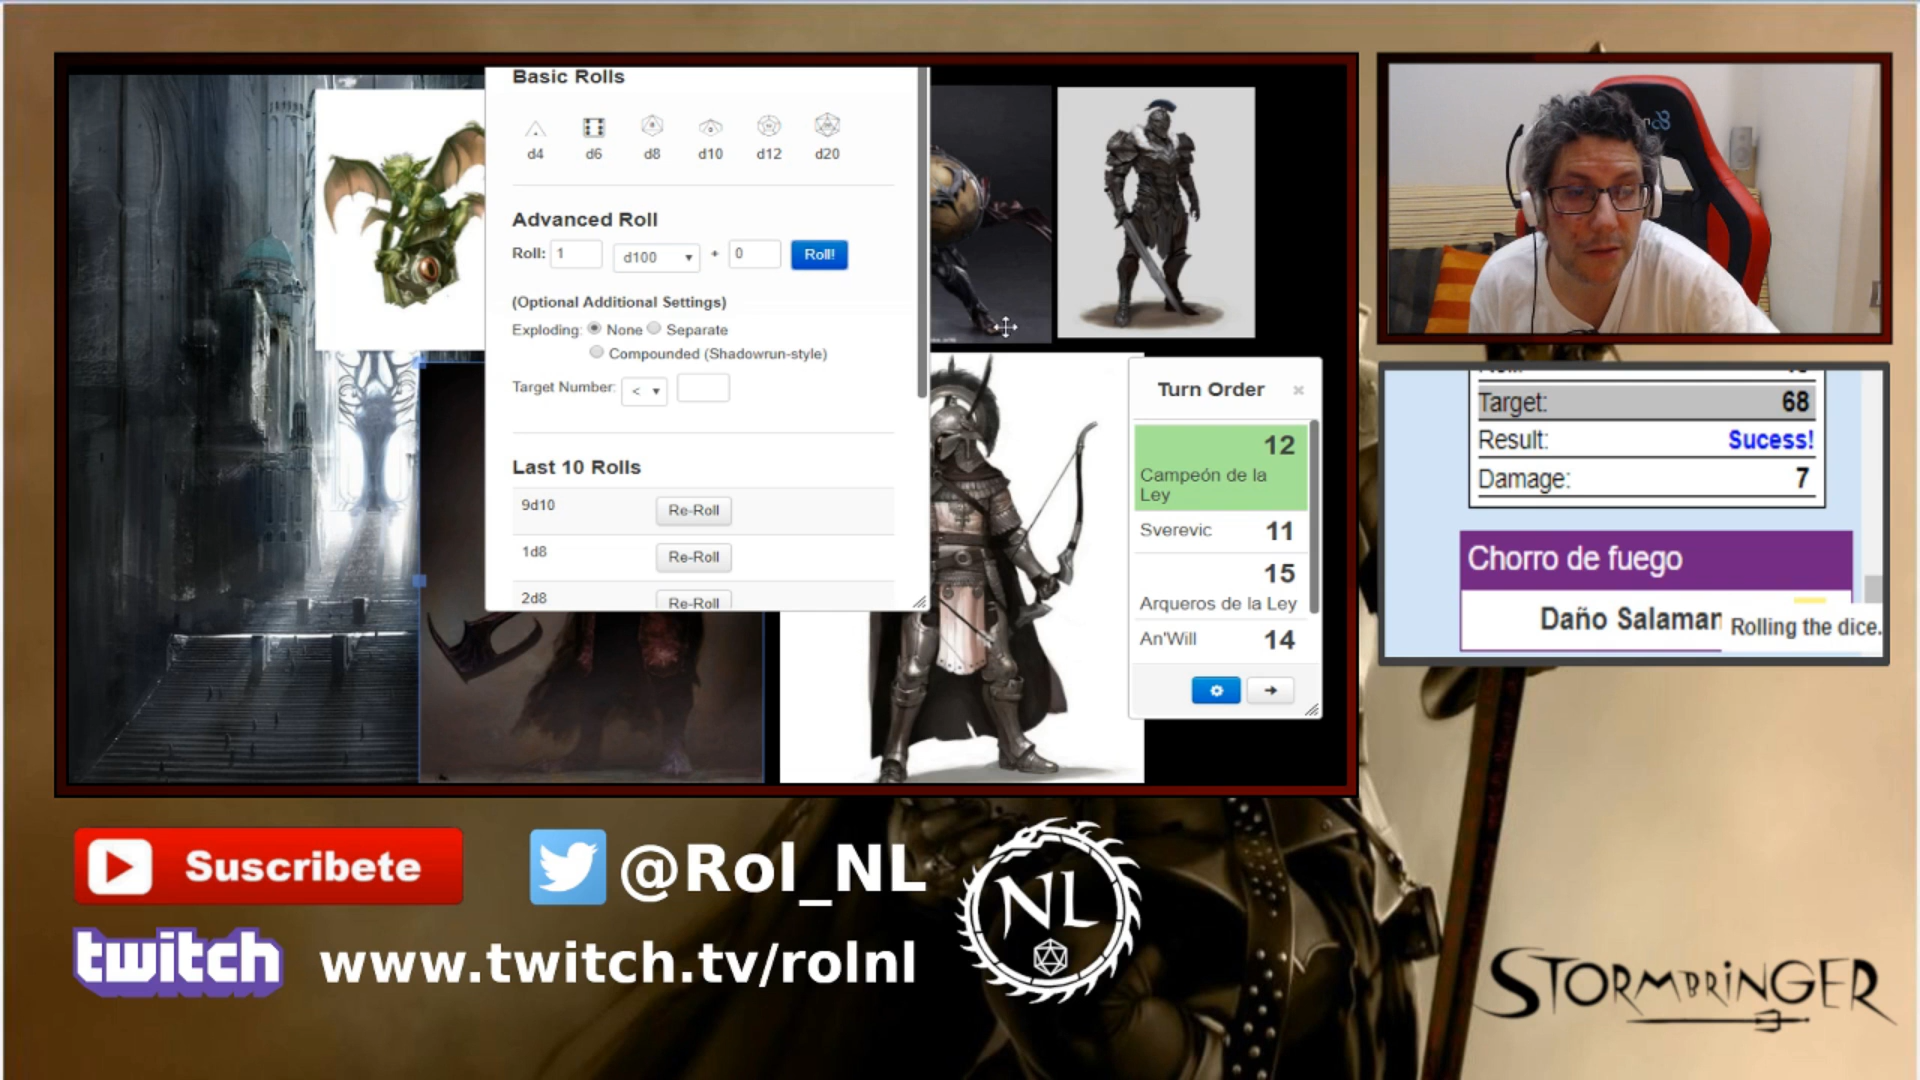 Basic Rolls
d4 d6 d8 d10 d12 d20
Advanced Roll
Roll: 1 d100 + 0 Roll!
(Optional Additional Settings)
Exploding: None Separate
Compounded (Shadowrun-style)
Target Number: <
Last 10 Rolls
9d10 Re-Roll
1d8 Re-Roll
2d8 Re-Roll
Turn Order
12
Campeón de la
Ley
Sverevic 11
15
Arqueros de la Ley
An'Will 14
Target: 68
Result: Sucess!
Damage: 7
Chorro de fuego
Daño Salaman
Rolling the dice.
Suscribete
@Rol_NL
twitch
www.twitch.tv/rolnl
NL
STORMBRINGER